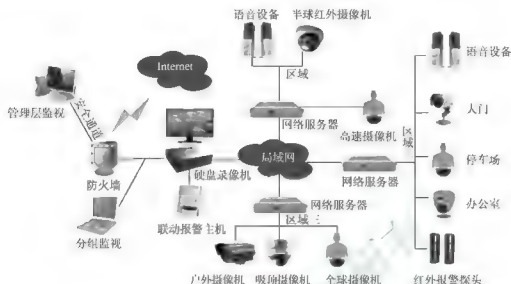 语音设备
半球红外摄像机
语音设备
Internet
区域
管理层监视
安全通道
网络服务器
高速摄像机
区域
大门
防火墙
硬盘录像机
局域网
网络服务器
停车场
分组监视
联动报警主机
网络服务器
区域三
办公室
户外摄像机
吸顶摄像机
全球摄像机
红外报警探头